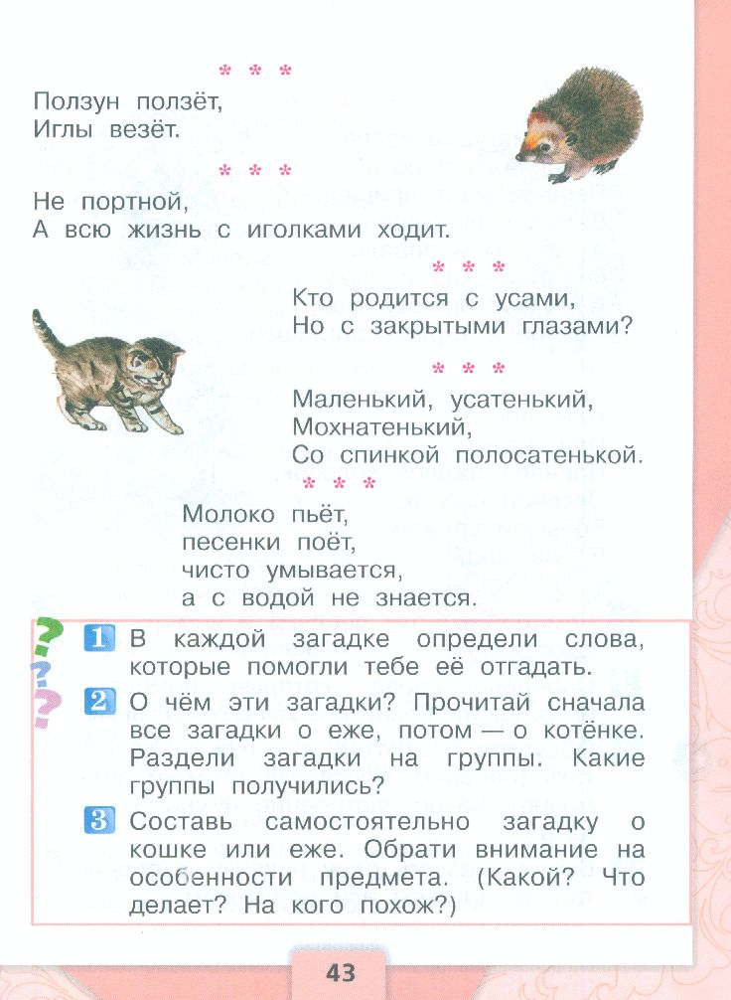 * * *
Ползун ползёт,
Иглы везёт.
* * *
Не портной,
А всю жизнь с иголками ходит.
* * *
Кто родится с усами,
Но с закрытыми глазами?
* * *
Маленький, усатенький,
Мохнатенький,
Со спинкой полосатенькой.
* * *
Молоко пьёт,
песенки поёт,
чисто умывается,
а с водой не знается.
? ? ?
1 В каждой загадке определи слова,
которые помогли тебе её отгадать.
2 О чём эти загадки? Прочитай сначала
все загадки о еже, потом — о котёнке.
Раздели загадки на группы. Какие
группы получились?
3 Составь самостоятельно загадку о
кошке или еже. Обрати внимание на
особенности предмета. (Какой? Что
делает? На кого похож?)
43